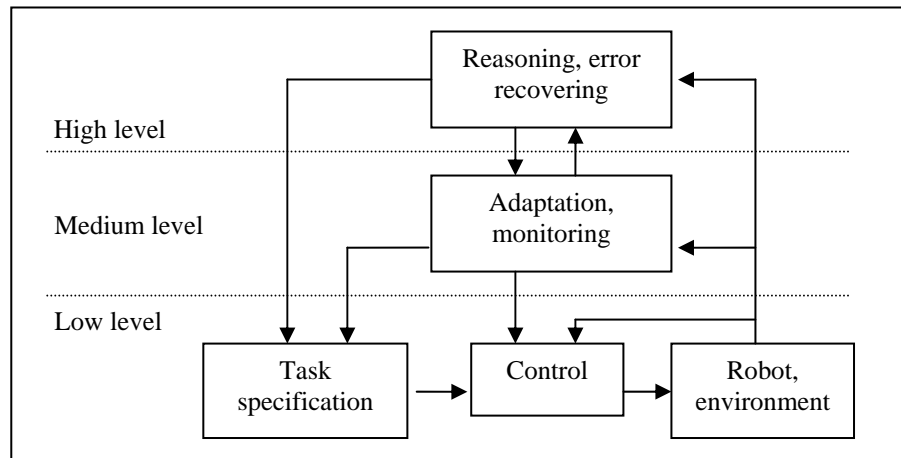 Reasoning, error
recovering
High level
Adaptation,
monitoring
Medium level
Low level
Task
specification
Control
Robot,
environment